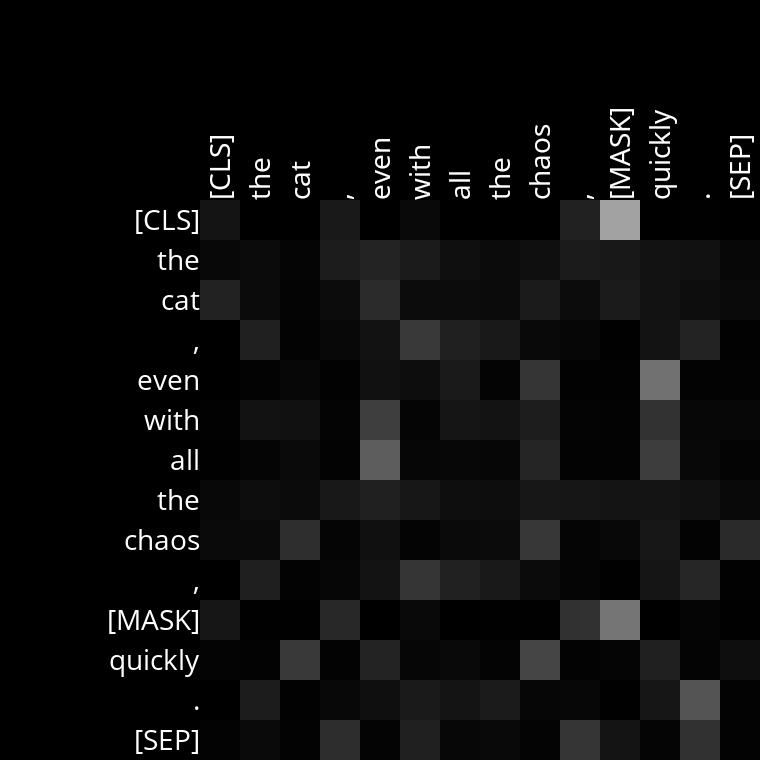 [CLS] the cat , even with all the chaos , [MASK] quickly . [SEP]
[CLS]
the
cat
,
even
with
all
the
chaos
,
[MASK]
quickly
.
[SEP]